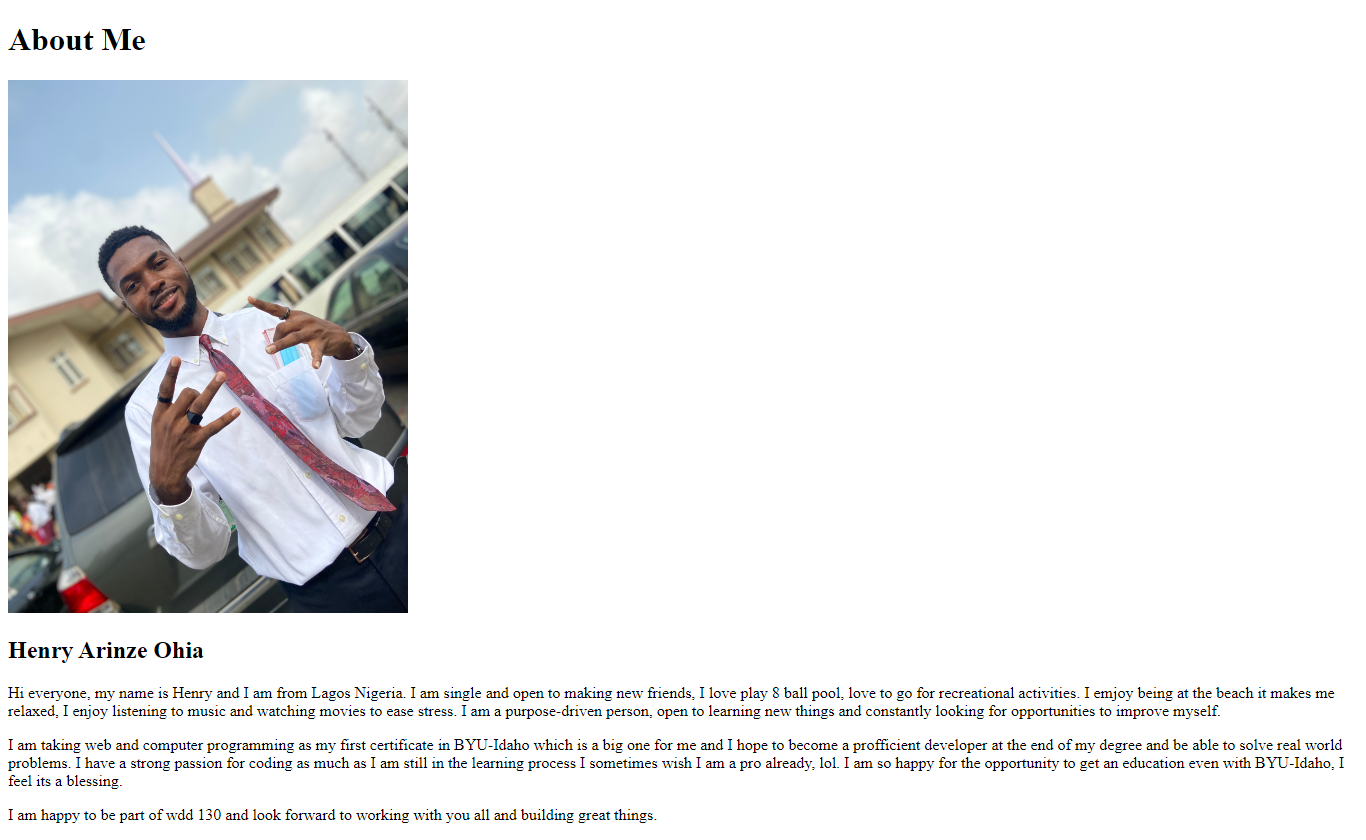 About Me
Henry Arinze Ohia
Hi everyone, my name is Henry and I am from Lagos Nigeria. I am single and open to making new friends, I love play 8 ball pool, love to go for recreational activities. I emjoy being at the beach it makes me
relaxed, I enjoy listening to music and watching movies to ease stress. I am a purpose-driven person, open to learning new things and constantly looking for opportunities to improve myself.
I am taking web and computer programming as my first certificate in BYU-Idaho which is a big one for me and I hope to become a profficient developer at the end of my degree and be able to solve real world
problems. I have a strong passion for coding as much as I am still in the learning process I sometimes wish I am a pro already, lol. I am so happy for the opportunity to get an education even with BYU-Idaho, I
feel its a blessing.
I am happy to be part of wdd 130 and look forward to working with you all and building great things.